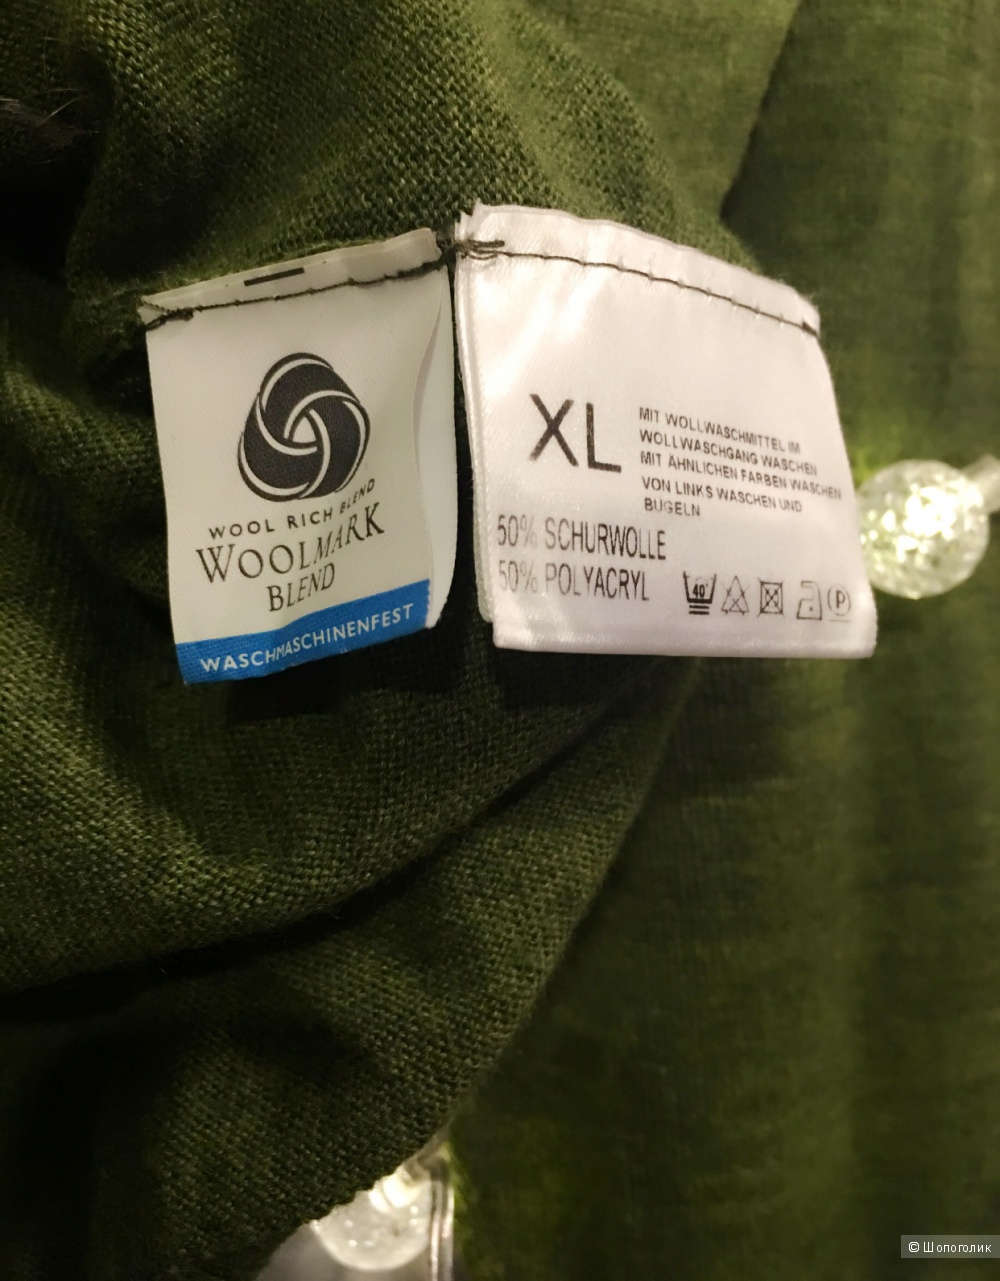 WOOL RICH BLEND
WOOLMARK
BLEND
WASCHMASCHINENFEST
XL
MIT WOLLWASCHMITTEL IM
WOLLWASCHGANG WASCHEN
MIT ÄHNLICHEN FARBEN WASCHEN
VON LINKS WASCHEN UND
BÜGELN
50% SCHURWOLLE
50% POLYACRYL
40°
P
© Шопоголик